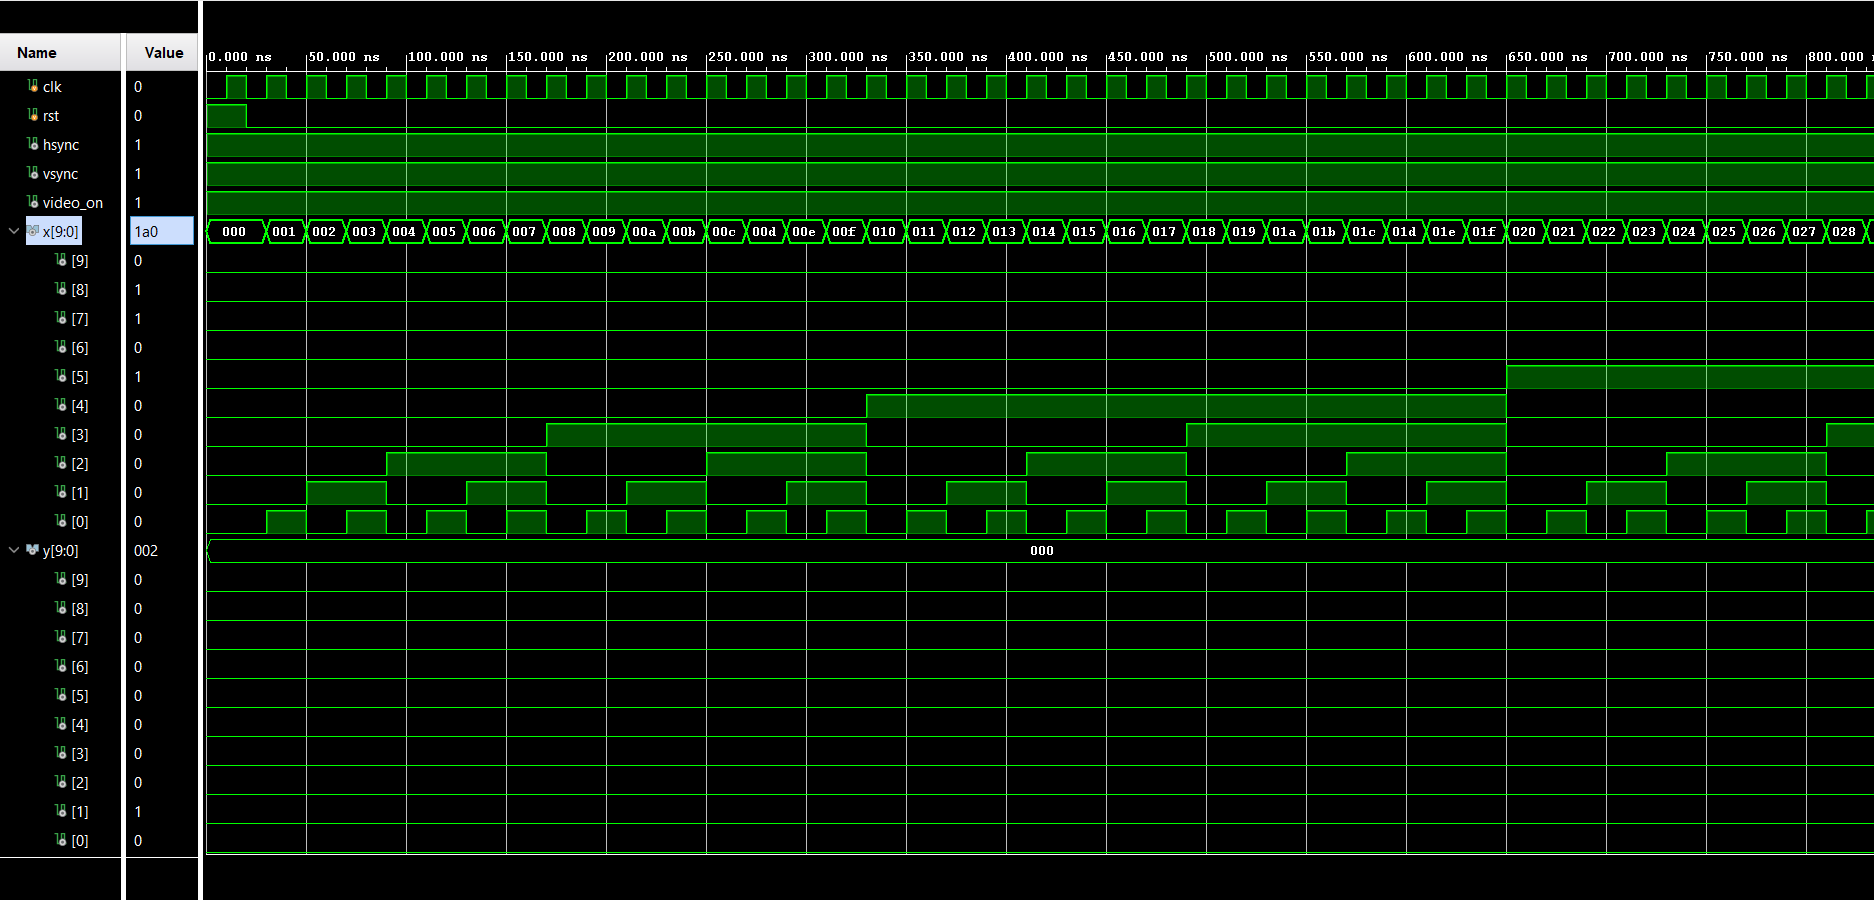 Name Value
0.000 ns 50.000 ns 100.000 ns 150.000 ns 200.000 ns 250.000 ns 300.000 ns 350.000 ns 400.000 ns 450.000 ns 500.000 ns 550.000 ns 600.000 ns 650.000 ns 700.000 ns 750.000 ns 800.000
clk 0
rst 0
hsync 1
vsync 1
video_on 1
x[9:0] 1a0 000 001 002 003 004 005 006 007 008 009 00a 00b 00c 00d 00e 00f 010 011 012 013 014 015 016 017 018 019 01a 01b 01c 01d 01e 01f 020 021 022 023 024 025 026 027 028
[9] 0
[8] 1
[7] 1
[6] 0
[5] 1
[4] 0
[3] 0
[2] 0
[1] 0
[0] 0
y[9:0] 002 000
[9] 0
[8] 0
[7] 0
[6] 0
[5] 0
[4] 0
[3] 0
[2] 0
[1] 1
[0] 0